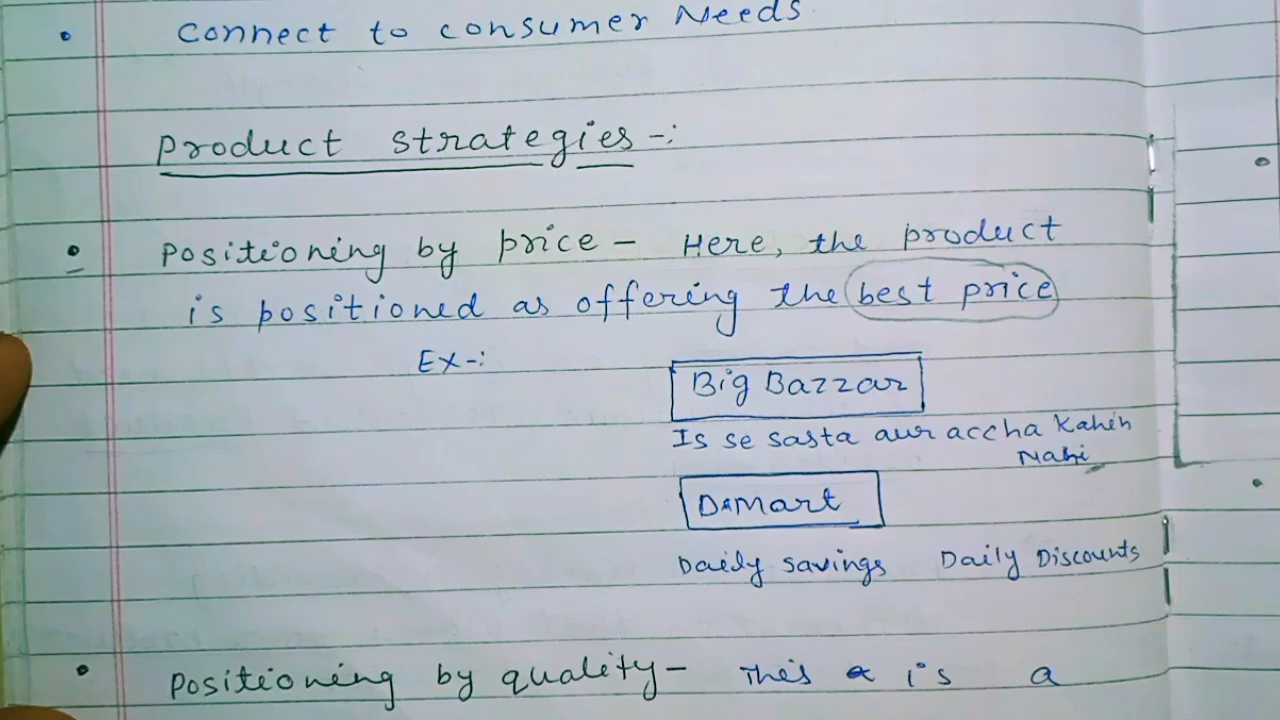 • Connect to consumer Needs
Product strategies -:
• Positioning by price - Here, the product
is positioned as offering the best price
Ex-:
Big Bazzar
Is se sasta aur accha Kahin
Nahi
DMart
Daily savings Daily Discounts
• Positioning by quality - This is a